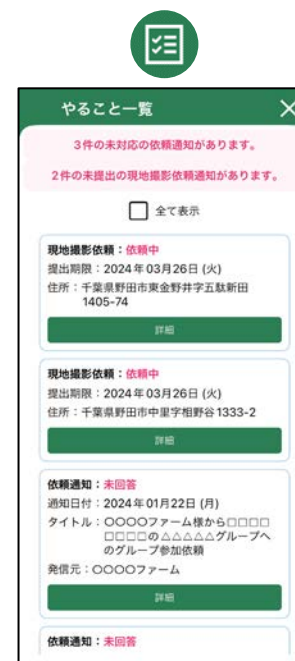 やること一覧
3件の未対応の依頼通知があります。
2件の未提出の現地撮影依頼通知があります。
全て表示
現地撮影依頼：依頼中
提出期限：2024年03月26日 (火)
住所：千葉県野田市東金野井字五駄新田
1405-74
詳細
現地撮影依頼：依頼中
提出期限：2024年03月26日 (火)
住所：千葉県野田市中里字相野谷1333-2
詳細
依頼通知：未回答
通知日付：2024年01月22日 (月)
タイトル：〇〇〇〇ファーム様から□□□□
□□□□の△△△△△グループへ
のグループ参加依頼
発信元：〇〇〇〇ファーム
詳細
依頼通知：未回答